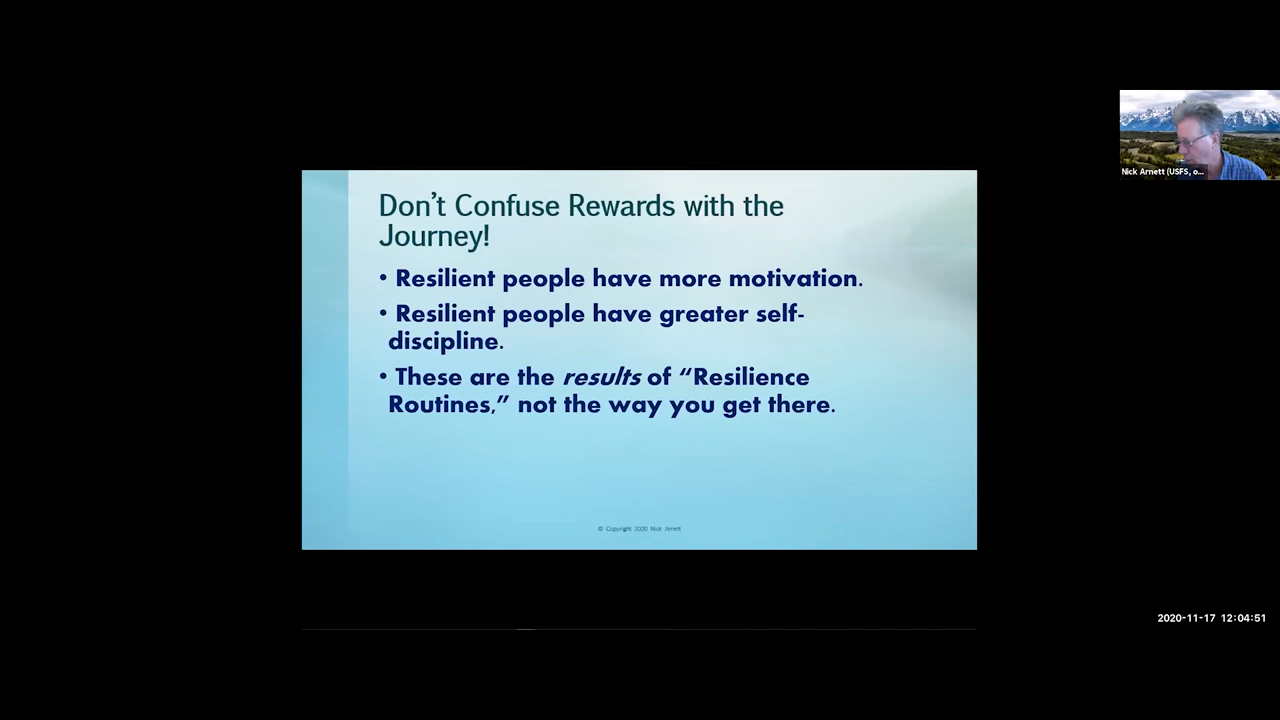 Don't Confuse Rewards with the
Journey!
• Resilient people have more motivation.
• Resilient people have greater self-
discipline.
• These are the results of “Resilience
Routines,” not the way you get there.
© Copyright 2020 Nick Arnett
Nick Arnett (USFS, o...
2020-11-17 12:04:51